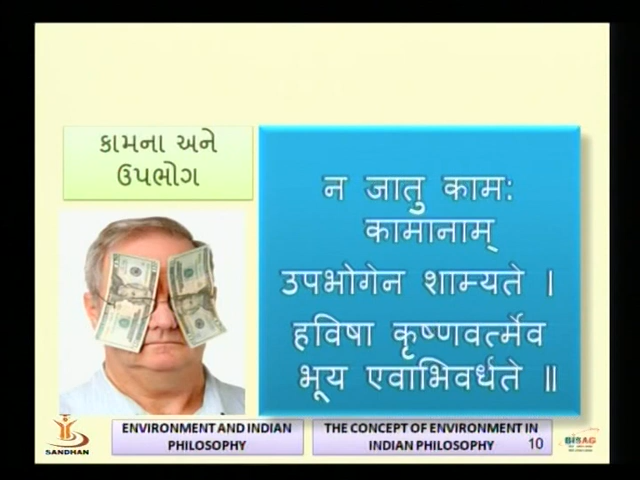 કામના અને
ઉપભોગ
न जातु कामः
कामानाम्
उपभोगेन शाम्यते ।
हविषा कृष्णवर्त्मेव
भूय एवाभिवर्धते ॥
ENVIRONMENT AND INDIAN
PHILOSOPHY
THE CONCEPT OF ENVIRONMENT IN
INDIAN PHILOSOPHY
10
SANDHAN
BISAG